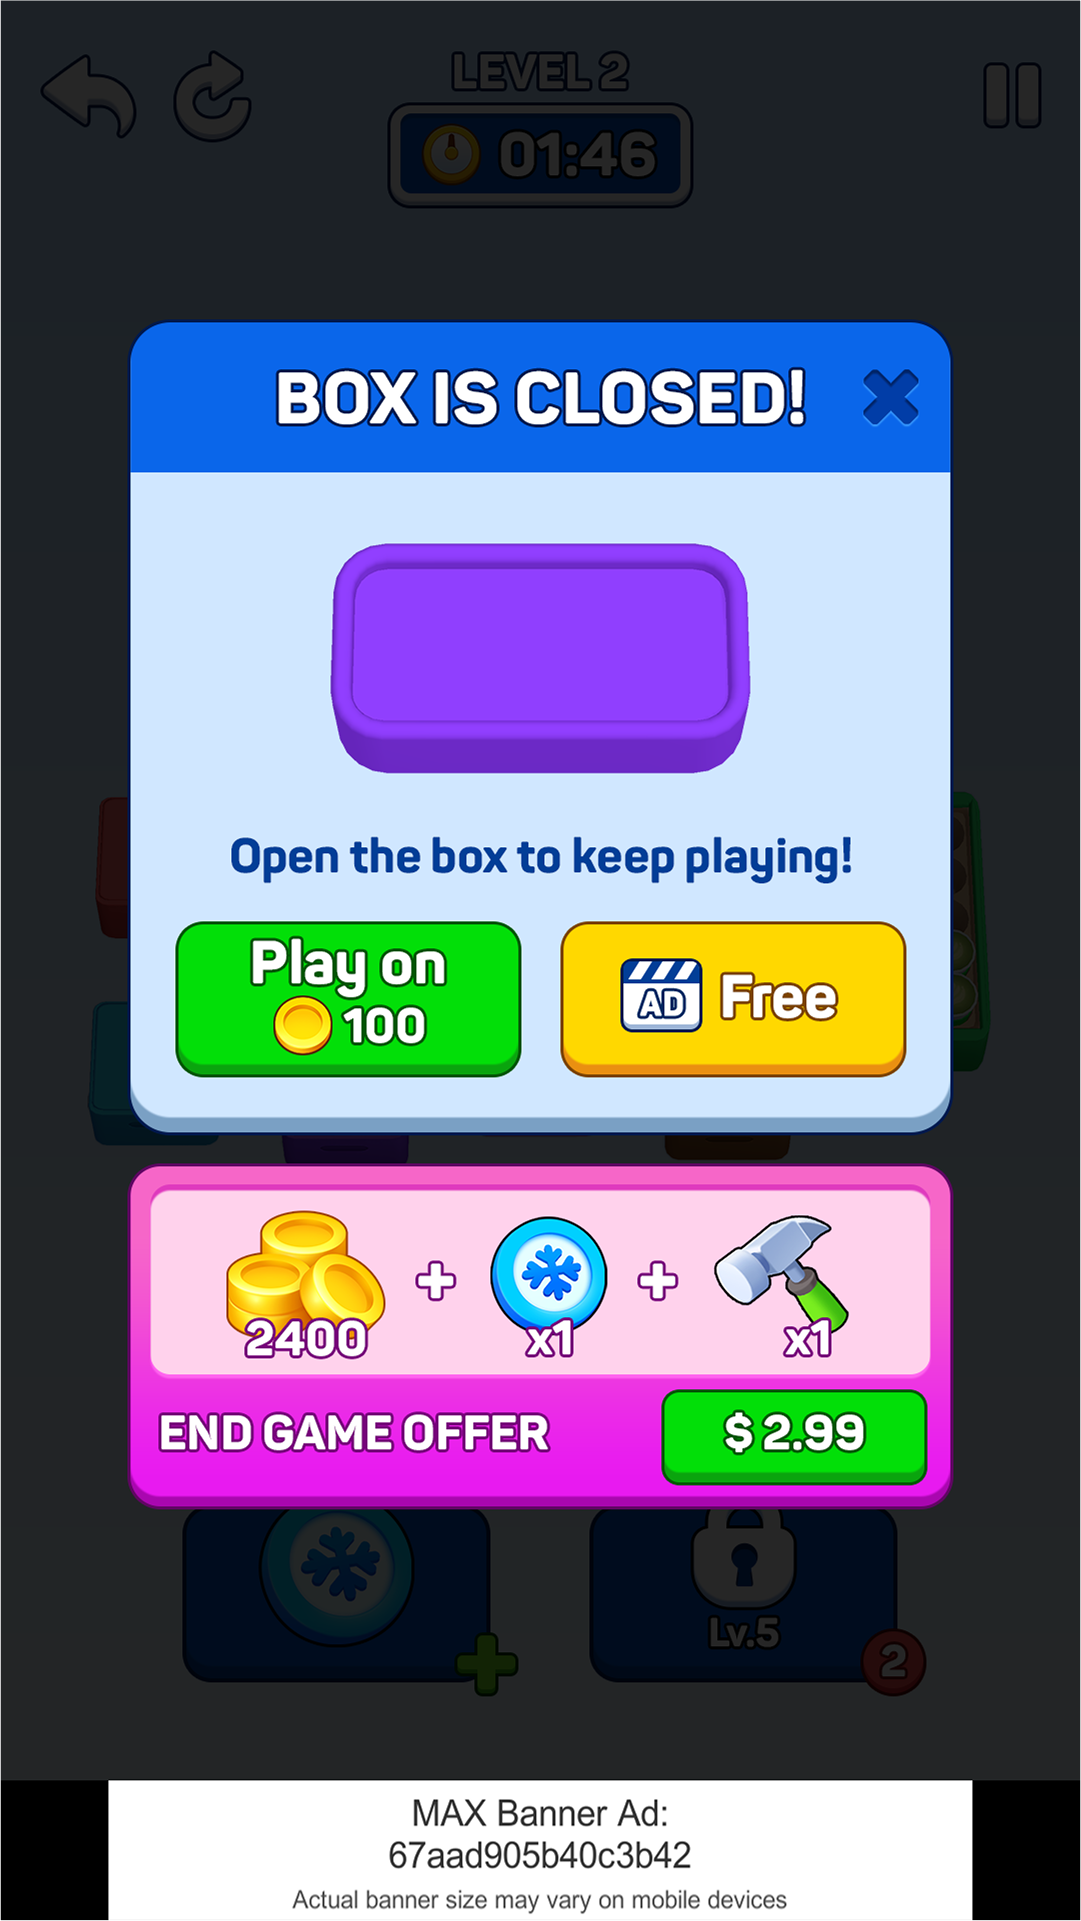 LEVEL 2
01:46
BOX IS CLOSED!
Open the box to keep playing!
Play on
100
AD Free
2400
+
x1
+
x1
END GAME OFFER
$ 2.99
Lv.5
2
MAX Banner Ad:
67aad905b40c3b42
Actual banner size may vary on mobile devices